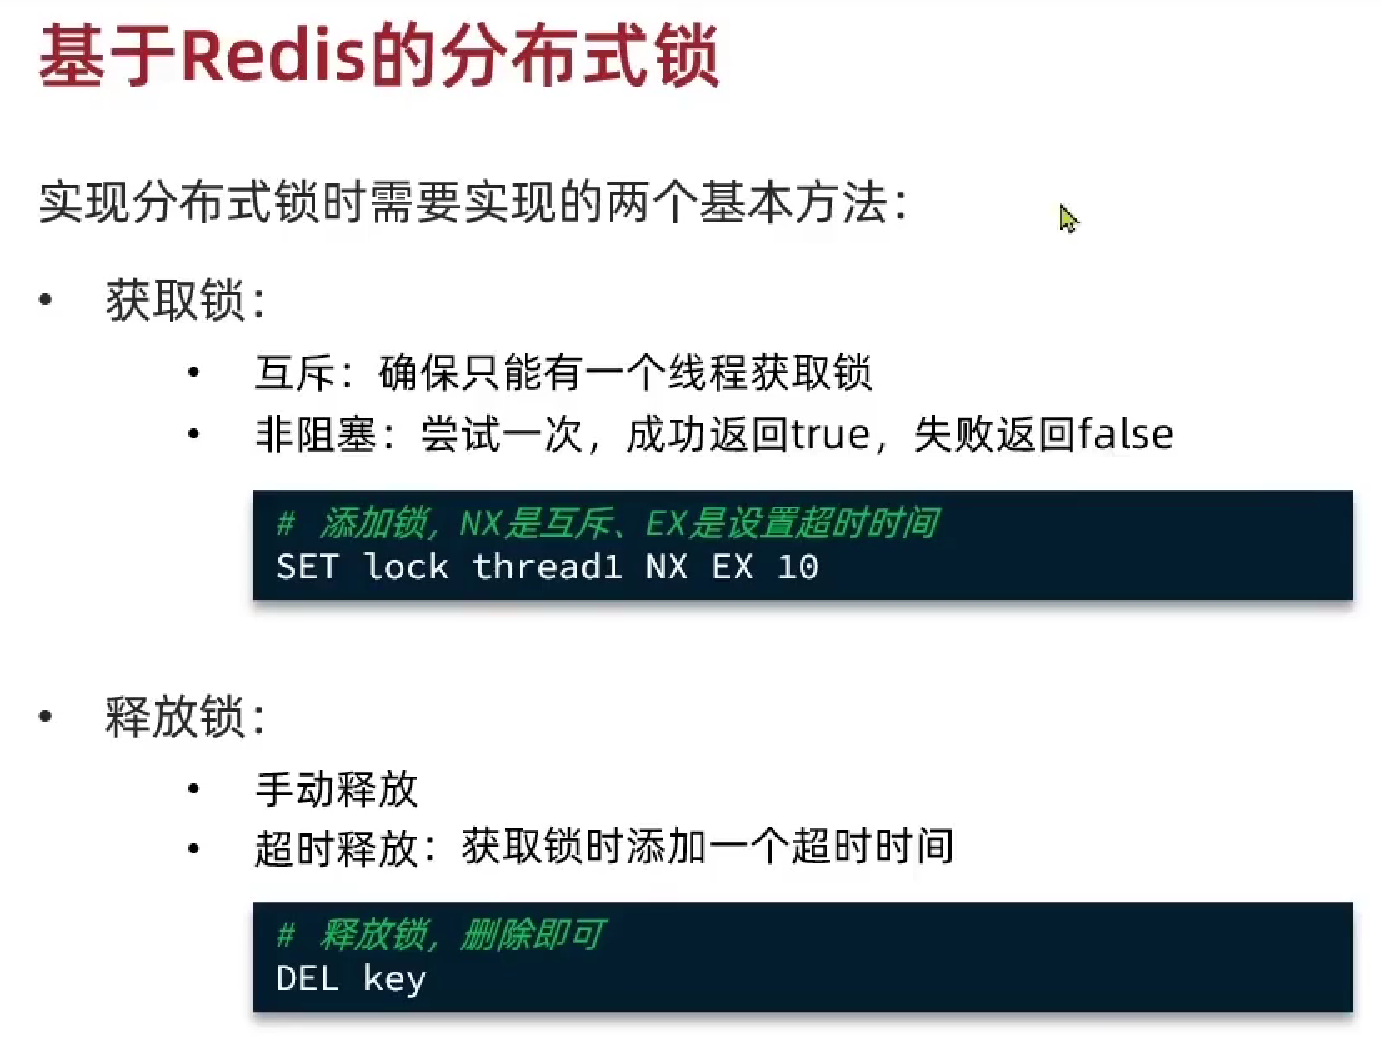 基于Redis的分布式锁
实现分布式锁时需要实现的两个基本方法：
• 获取锁：
• 互斥：确保只能有一个线程获取锁
• 非阻塞：尝试一次，成功返回true，失败返回false
# 添加锁，NX是互斥、EX是设置超时时间
SET lock thread1 NX EX 10
• 释放锁：
• 手动释放
• 超时释放：获取锁时添加一个超时时间
# 释放锁，删除即可
DEL key